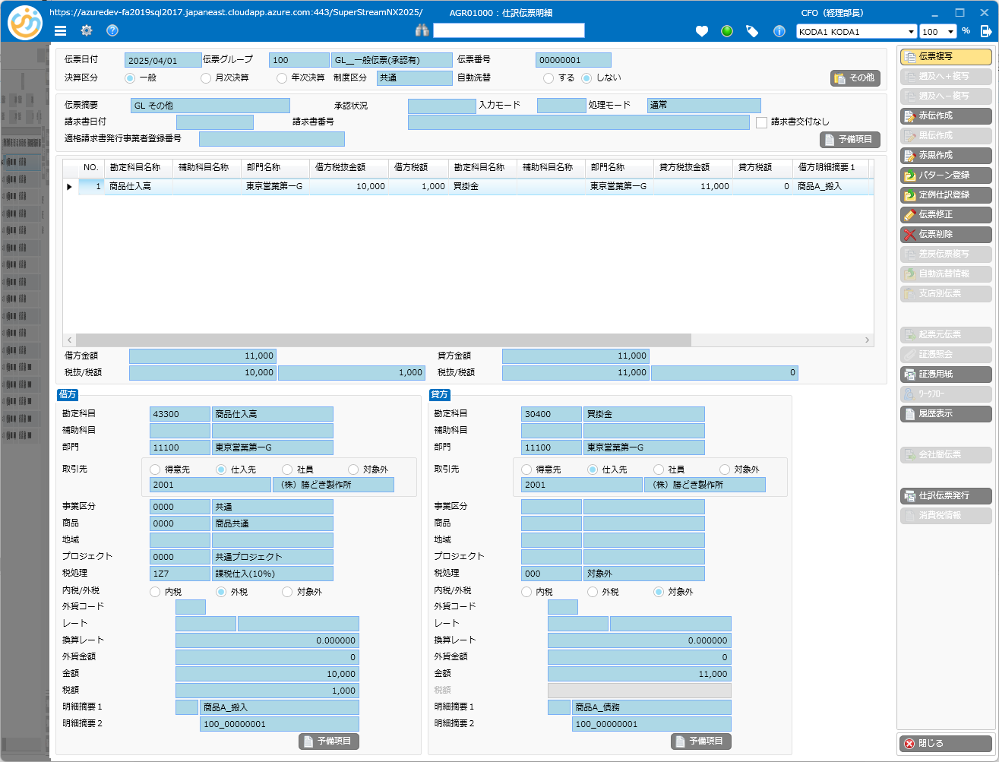 https://azuredev-fa2019sql2017.japaneast.cloudapp.azure.com:443/SuperStreamNX2025/ AGR01000：仕訳伝票明細 CFO（経理部長）
KODA1 KODA1 100 %
伝票日付 2025/04/01 伝票グループ 100 GL__一般伝票(承認有) 伝票番号 00000001
決算区分 一般 月次決算 年次決算 制度区分 共通 自動洗替 する しない その他
伝票摘要 GL その他 承認状況 入力モード 処理モード 通常
請求書日付 請求書番号 請求書交付なし
適格請求書発行事業者登録番号 予備項目
NO. 勘定科目名称 補助科目名称 部門名称 借方税抜金額 借方税額 勘定科目名称 補助科目名称 部門名称 貸方税抜金額 貸方税額 借方明細摘要１
1 商品仕入高 東京営業第一G 10,000 1,000 買掛金 東京営業第一G 11,000 0 商品A_搬入
借方金額 11,000 貸方金額 11,000
税抜/税額 10,000 1,000 税抜/税額 11,000 0
借方
勘定科目 43300 商品仕入高
補助科目
部門 11100 東京営業第一G
取引先 得意先 仕入先 社員 対象外
2001 （株）勝どき製作所
事業区分 0000 共通
商品 0000 商品共通
地域
プロジェクト 0000 共通プロジェクト
税処理 1Z7 課税仕入(10%)
内税/外税 内税 外税 対象外
外貨コード
レート
換算レート 0.000000
外貨金額 0
金額 10,000
税額 1,000
明細摘要１ 商品A_搬入
明細摘要２ 100_00000001
予備項目
貸方
勘定科目 30400 買掛金
補助科目
部門 11100 東京営業第一G
取引先 得意先 仕入先 社員 対象外
2001 （株）勝どき製作所
事業区分
商品
地域
プロジェクト
税処理 000 対象外
内税/外税 内税 外税 対象外
外貨コード
レート
換算レート 0.000000
外貨金額 0
金額 11,000
税額
明細摘要１ 商品A_債務
明細摘要２ 100_00000001
予備項目
伝票複写
遡及へ＋複写
遡及へ－複写
赤伝作成
黒伝作成
赤黒作成
パターン登録
定例仕訳登録
伝票修正
伝票削除
差戻伝票複写
自動洗替情報
支店別伝票
起票元伝票
証憑照会
証憑用紙
ﾜｰｸﾌﾛｰ
履歴表示
会社間伝票
仕訳伝票発行
消費税情報
閉じる